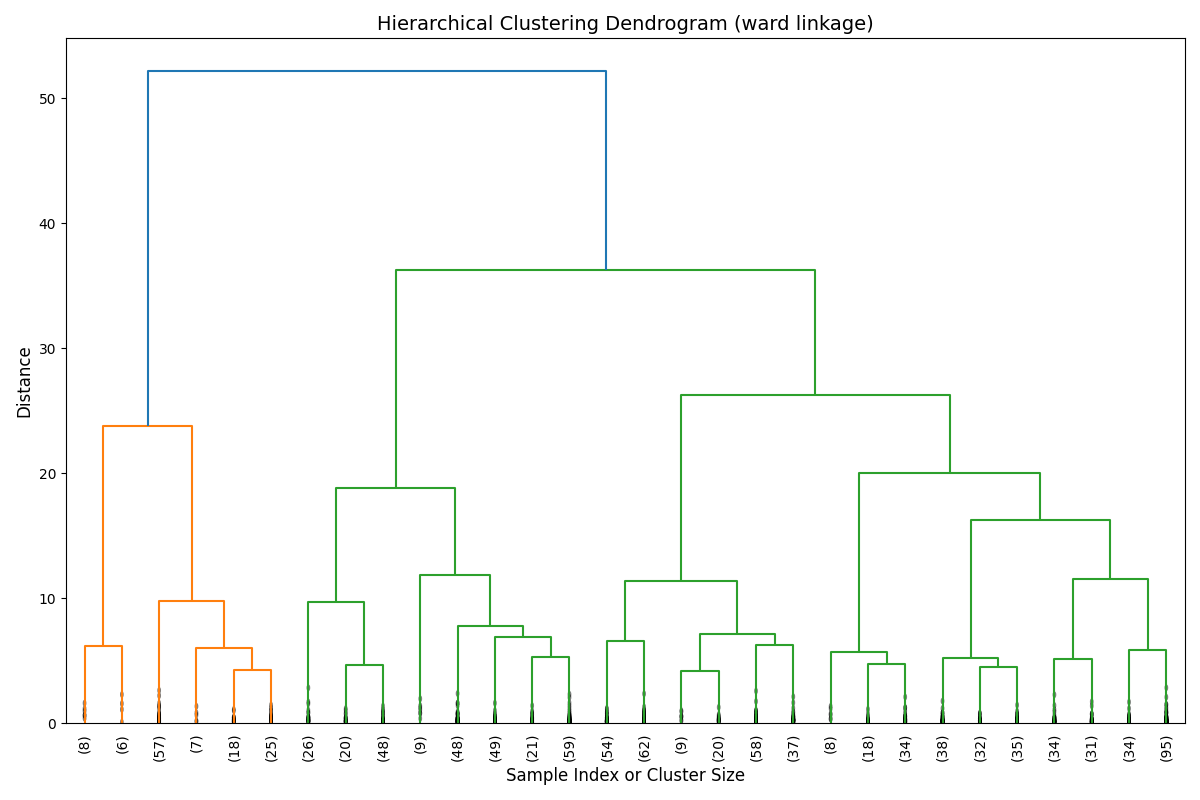 Hierarchical Clustering Dendrogram (ward linkage)
50
40
30
20
10
0
Distance
(8) (6) (57) (7) (18) (25) (26) (20) (48) (9) (48) (49) (21) (59) (54) (62) (9) (20) (58) (37) (8) (18) (34) (38) (32) (35) (34) (31) (34) (95)
Sample Index or Cluster Size